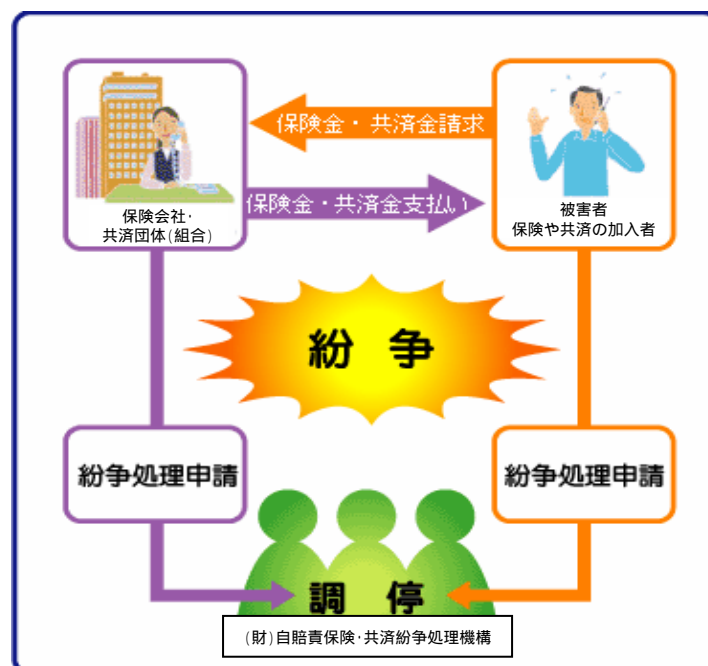 保険金・共済金請求
保険会社・
共済団体(組合)
保険金・共済金支払い
被害者
保険や共済の加入者
紛争
紛争処理申請
紛争処理申請
調停
(財)自賠責保険・共済紛争処理機構